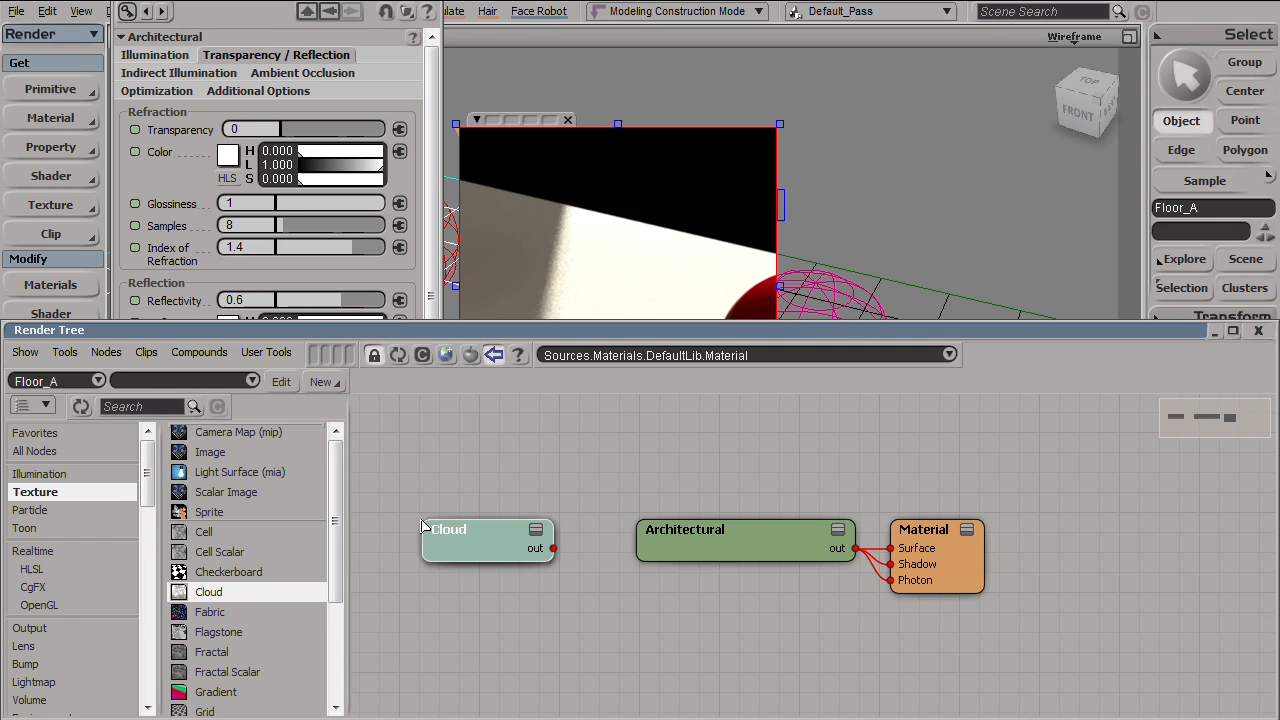 File Edit View D
ulate Hair Face Robot Modeling Construction Mode Default_Pass Scene Search
Render
Get
Primitive
Material
Property
Shader
Texture
Clip
Modify
Materials
Shader
Architectural ?
Illumination Transparency / Reflection
Indirect Illumination Ambient Occlusion
Optimization Additional Options
Refraction
Transparency 0
Color H 0.000
L 1.000
HLS S 0.000
Glossiness 1
Samples 8
Index of Refraction 1.4
Reflection
Reflectivity 0.6
Wireframe
TOP
FRONT
Select
Group
Center
Object Point
Edge Polygon
Sample
Floor_A
Explore Scene
Selection Clusters
Transform
Render Tree
Show Tools Nodes Clips Compounds User Tools Sources.Materials.DefaultLib.Material
Floor_A Edit New
Search
Favorites
All Nodes
Illumination
Texture
Particle
Toon
Realtime
HLSL
CgFX
OpenGL
Output
Lens
Bump
Lightmap
Volume
Camera Map (mip)
Image
Light Surface (mia)
Scalar Image
Sprite
Cell
Cell Scalar
Checkerboard
Cloud
Fabric
Flagstone
Fractal
Fractal Scalar
Gradient
Grid
Cloud
out
Architectural
out
Material
Surface
Shadow
Photon